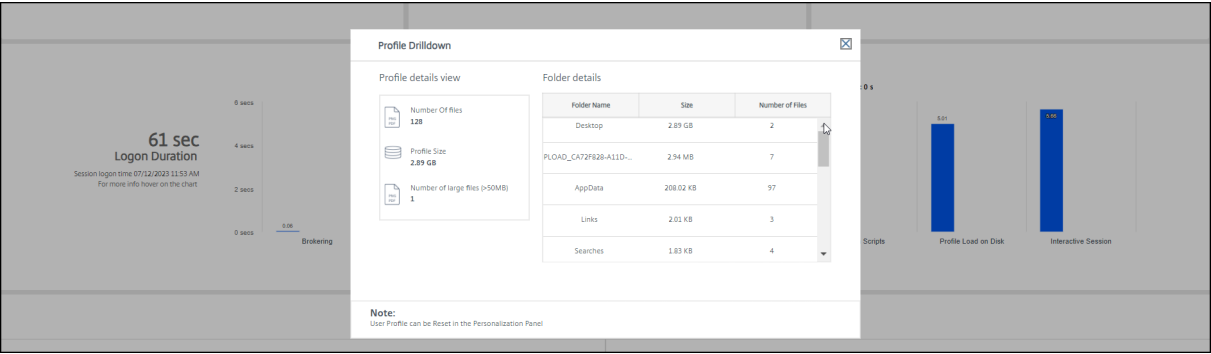 Profile Drilldown
Profile details view
Number Of files
128
Profile Size
2.89 GB
Number of large files (>50MB)
1
Folder details
Folder Name Size Number of Files
Desktop 2.89 GB 2
PLOAD_CA72F828-A11D-... 2.94 MB 7
AppData 208.02 KB 97
Links 2.01 KB 3
Searches 1.83 KB 4
Note:
User Profile can be Reset in the Personalization Panel
61 sec
Logon Duration
Session logon time 07/12/2023 11:53 AM
For more info hover on the chart
6 secs
4 secs
2 secs
0 secs
Brokering
: 0 s
5.01
Scripts
Profile Load on Disk
Interactive Session